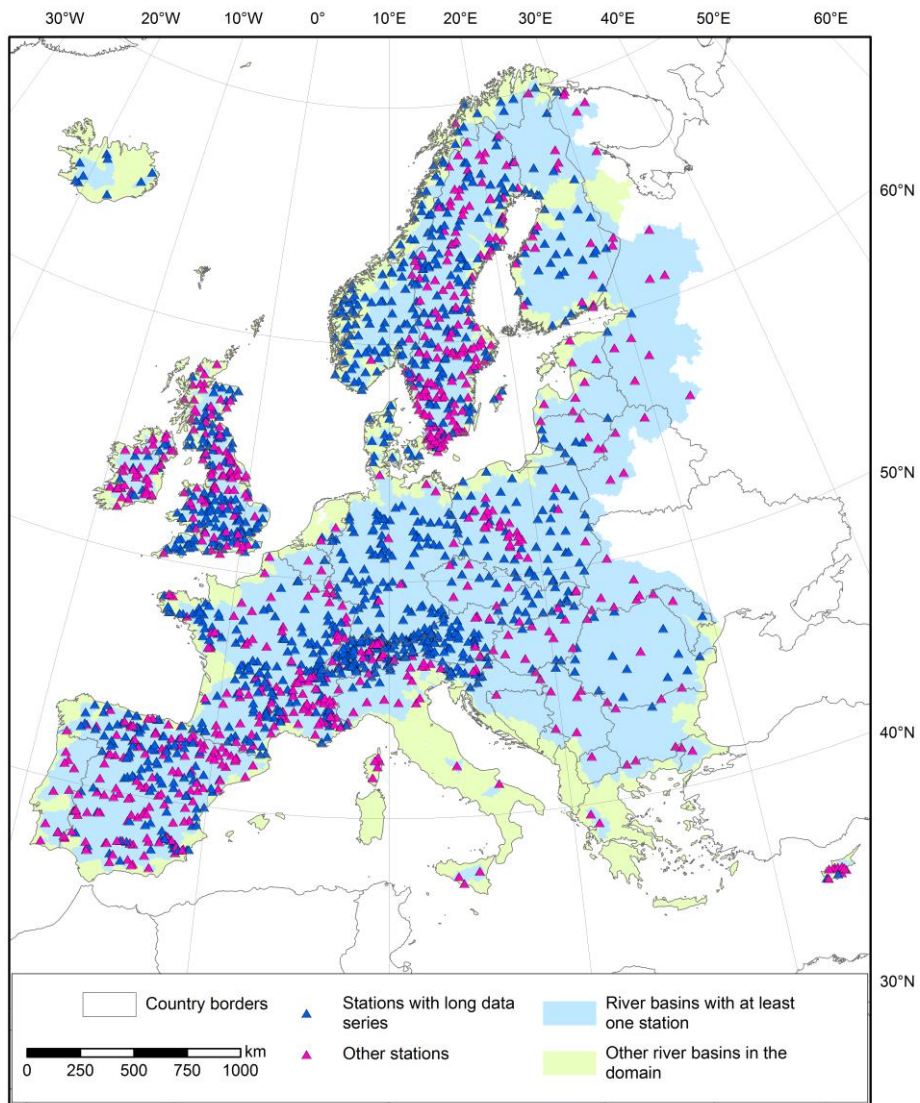 30°W 20°W 10°W 0° 10°E 20°E 30°E 40°E 50°E 60°E
60°N
50°N
40°N
30°N
Country borders
Stations with long data
series
River basins with at least
one station
km
Other stations
Other river basins in the
domain
0 250 500 750 1000